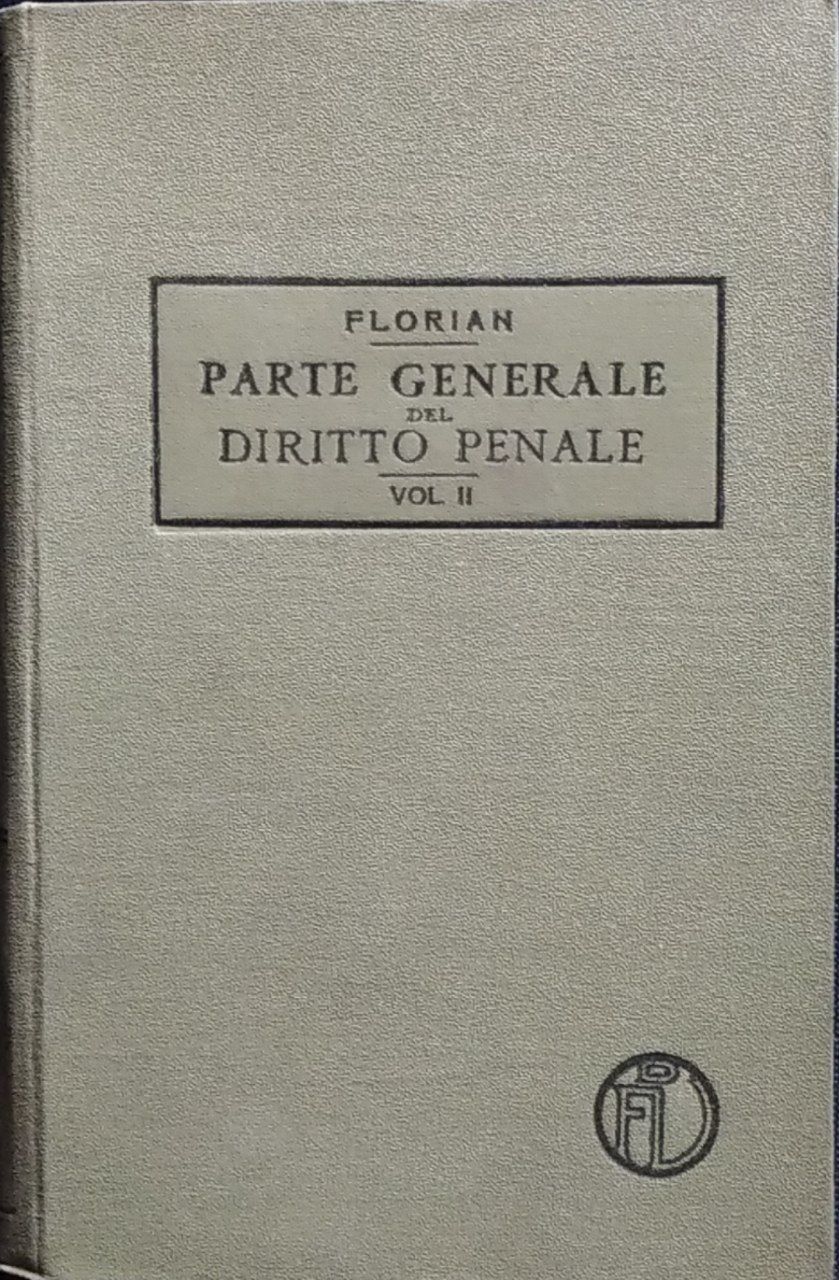 FLORIAN
PARTE GENERALE
DEL
DIRITTO PENALE
VOL. II